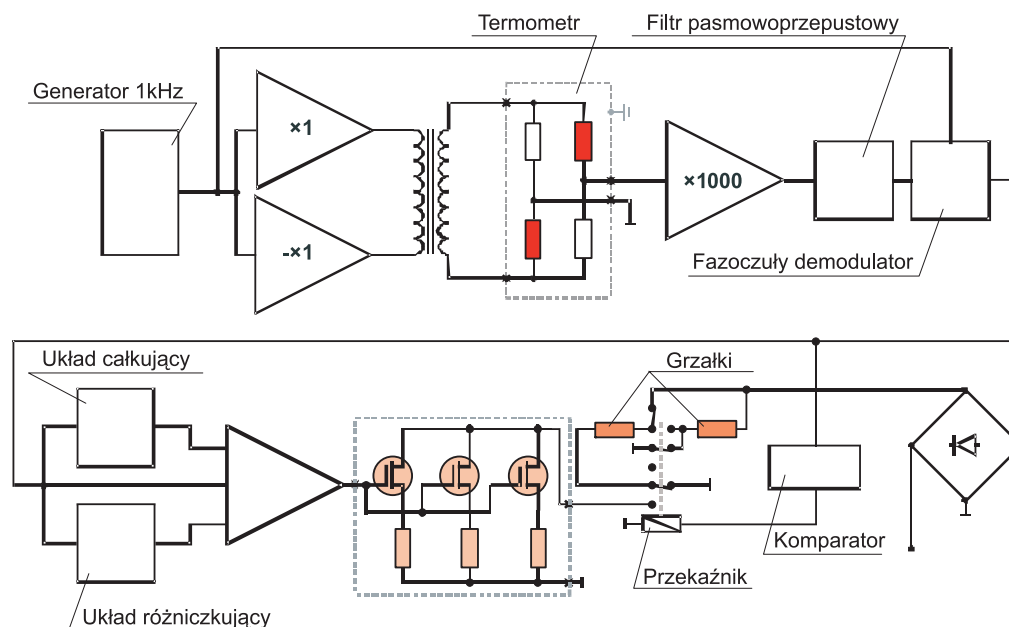 Termometr
Filtr pasmowoprzepustowy
Generator 1kHz
×1
×1000
-×1
Fazoczuły demodulator
Układ całkujący
Grzałki
Komparator
Przekaźnik
Układ różniczkujący